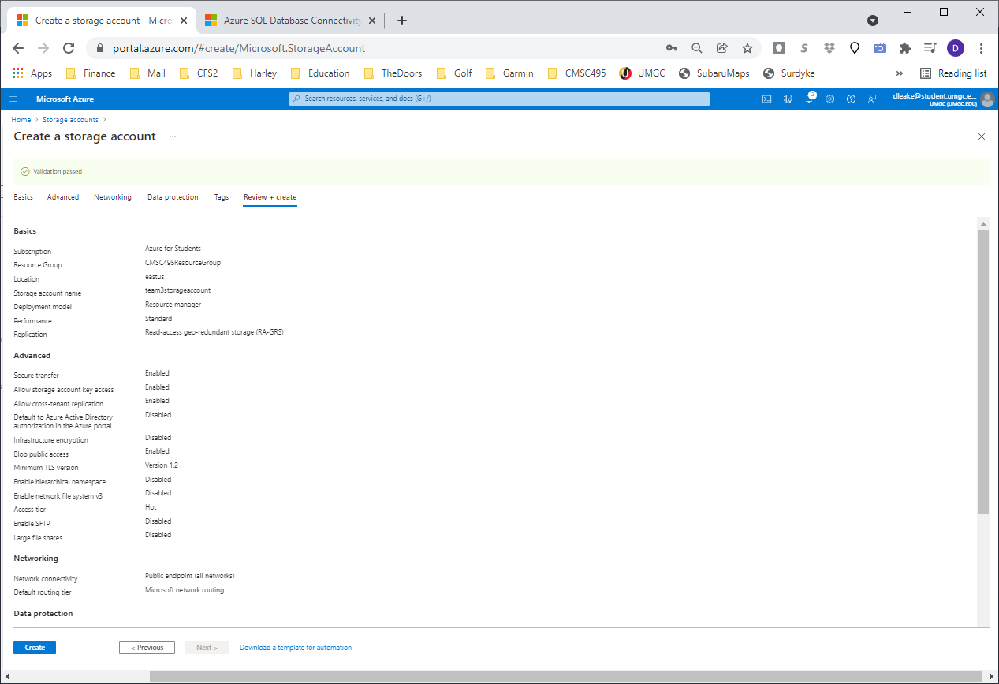 Create a storage account - Micro
Azure SQL Database Connectivity
portal.azure.com/#create/Microsoft.StorageAccount
S
D
Apps
Finance
Mail
CFS2
Harley
Education
TheDoors
Golf
Garmin
CMSC495
UMGC
SubaruMaps
Surdyke
»
Reading list
Microsoft Azure
Search resources, services, and docs (G+/)
2
dleake@student.umgc.e...
UMGC (UMGC.EDU)
Home > Storage accounts >
Create a storage account ...
Validation passed
Basics Advanced Networking Data protection Tags Review + create
Basics
Subscription Azure for Students
Resource Group CMSC495ResourceGroup
Location eastus
Storage account name team3storageaccount
Deployment model Resource manager
Performance Standard
Replication Read-access geo-redundant storage (RA-GRS)
Advanced
Secure transfer Enabled
Allow storage account key access Enabled
Allow cross-tenant replication Enabled
Default to Azure Active Directory Disabled
authorization in the Azure portal
Infrastructure encryption Disabled
Blob public access Enabled
Minimum TLS version Version 1.2
Enable hierarchical namespace Disabled
Enable network file system v3 Disabled
Access tier Hot
Enable SFTP Disabled
Large file shares Disabled
Networking
Network connectivity Public endpoint (all networks)
Default routing tier Microsoft network routing
Data protection
Create
< Previous
Next >
Download a template for automation